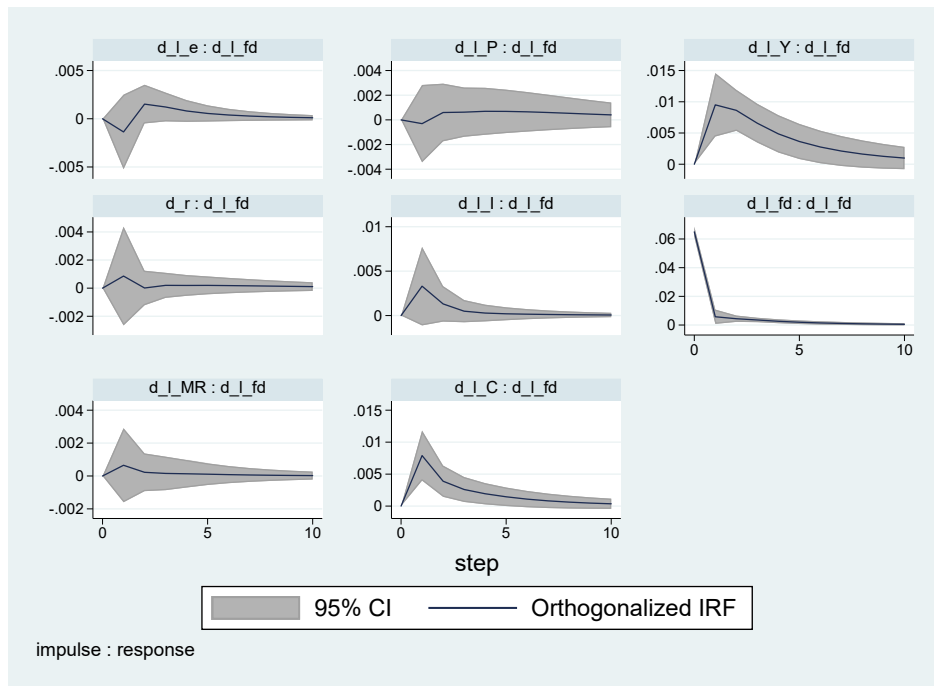 d_l_e : d_l_fd
d_l_P : d_l_fd
d_l_Y : d_l_fd
.005
0
-.005
.004
.002
0
-.002
-.004
.015
.01
.005
0
d_r : d_l_fd
d_l_I : d_l_fd
d_l_fd : d_l_fd
.004
.002
0
-.002
.01
.005
0
.06
.04
.02
0
0 5 10
d_l_MR : d_l_fd
d_l_C : d_l_fd
.004
.002
0
-.002
0 5 10
.015
.01
.005
0
0 5 10
step
95% CI
Orthogonalized IRF
impulse : response